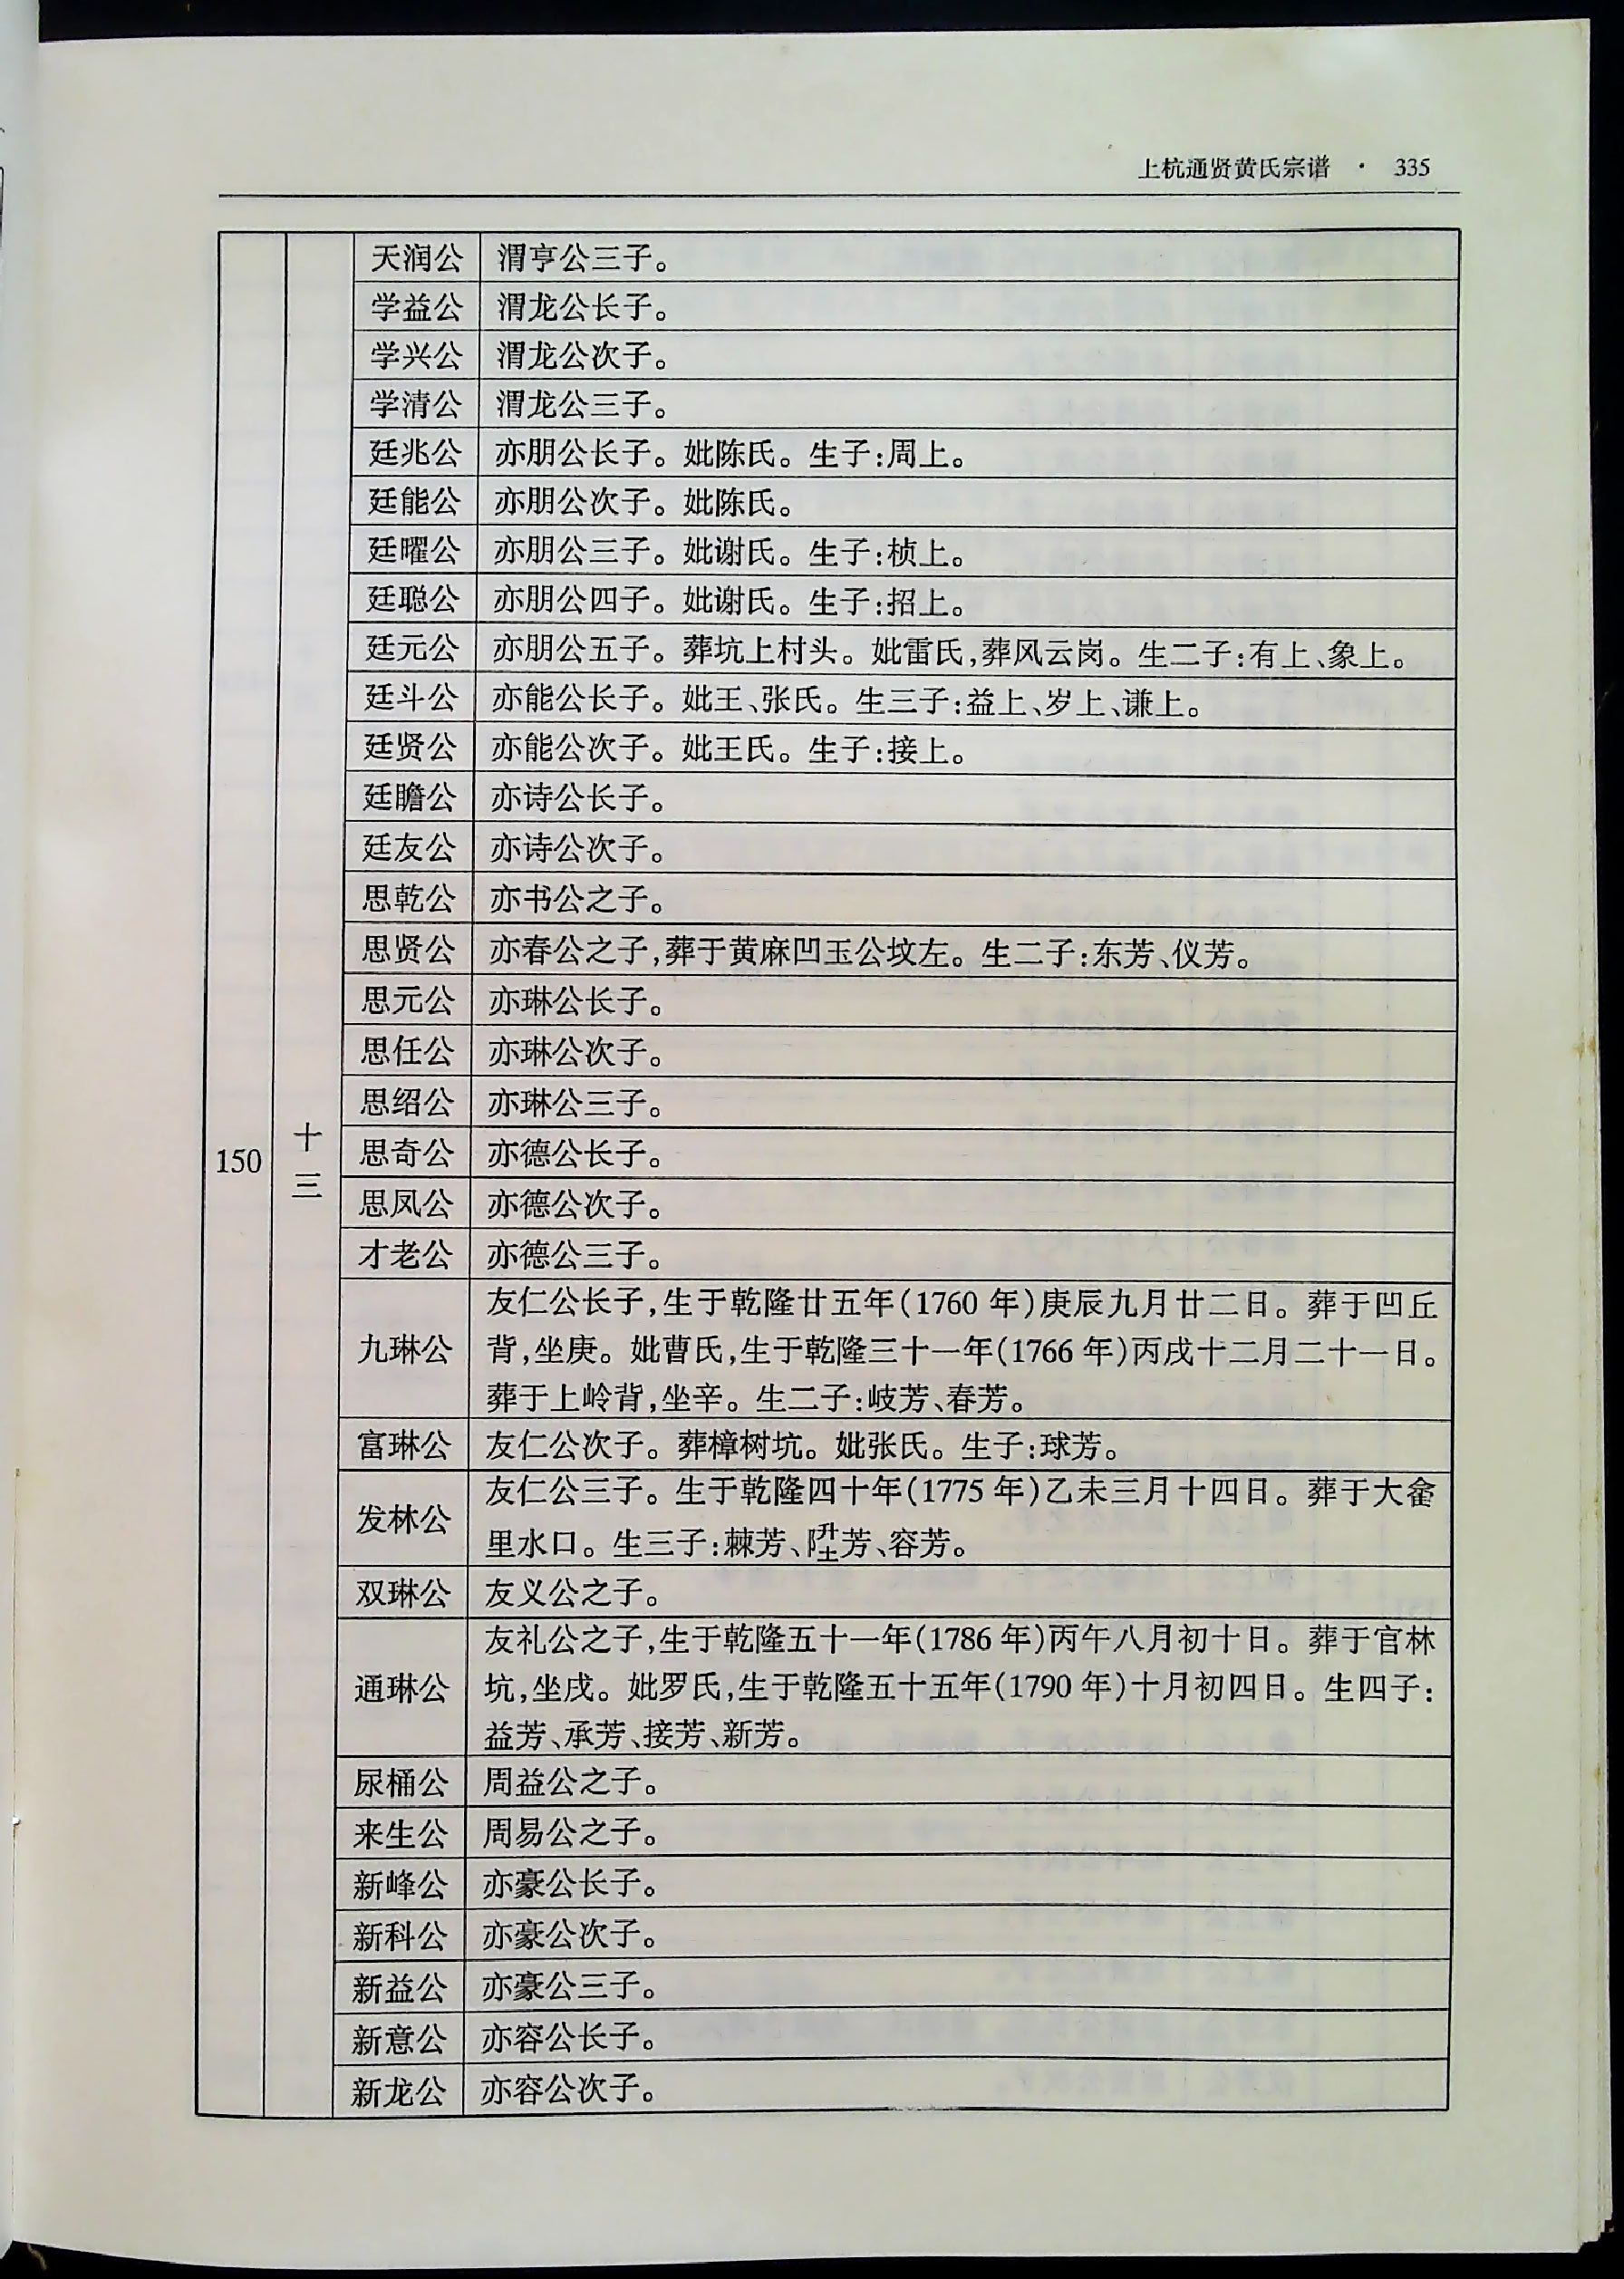 上杭通贤黄氏宗谱 · 335
150
十三
天润公 渭亨公三子。
学益公 渭龙公长子。
学兴公 渭龙公次子。
学清公 渭龙公三子。
廷兆公 亦朋公长子。妣陈氏。生子:周上。
廷能公 亦朋公次子。妣陈氏。
廷曜公 亦朋公三子。妣谢氏。生子:桢上。
廷聪公 亦朋公四子。妣谢氏。生子:招上。
廷元公 亦朋公五子。葬坑上村头。妣雷氏,葬风云岗。生二子:有上、象上。
廷斗公 亦能公长子。妣王、张氏。生三子:益上、岁上、谦上。
廷贤公 亦能公次子。妣王氏。生子:接上。
廷瞻公 亦诗公长子。
廷友公 亦诗公次子。
思乾公 亦书公之子。
思贤公 亦春公之子,葬于黄麻凹玉公坟左。生二子:东芳、仪芳。
思元公 亦琳公长子。
思任公 亦琳公次子。
思绍公 亦琳公三子。
思奇公 亦德公长子。
思凤公 亦德公次子。
才老公 亦德公三子。
九琳公 友仁公长子,生于乾隆廿五年(1760 年)庚辰九月廿二日。葬于凹丘
背,坐庚。妣曹氏,生于乾隆三十一年(1766 年)丙戌十二月二十一日。
葬于上岭背,坐辛。生二子:岐芳、春芳。
富琳公 友仁公次子。葬樟树坑。妣张氏。生子:球芳。
发林公 友仁公三子。生于乾隆四十年(1775 年)乙未三月十四日。葬于大畲
里水口。生三子:棘芳、陞芳、容芳。
双琳公 友义公之子。
通琳公 友礼公之子,生于乾隆五十一年(1786 年)丙午八月初十日。葬于官林
坑,坐戌。妣罗氏,生于乾隆五十五年(1790 年)十月初四日。生四子:
益芳、承芳、接芳、新芳。
尿桶公 周益公之子。
来生公 周易公之子。
新峰公 亦豪公长子。
新科公 亦豪公次子。
新益公 亦豪公三子。
新意公 亦容公长子。
新龙公 亦容公次子。